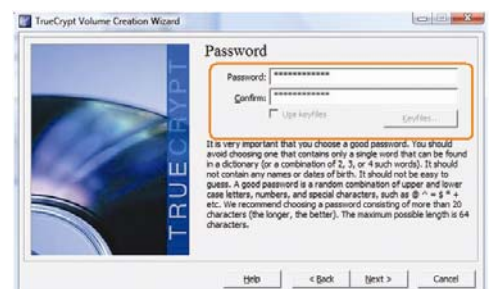 TrueCrypt Volume Creation Wizard
TRUECRYPT
Password
Password: ************
Confirm: ************
Use keyfiles
Keyfiles...
It is very important that you choose a good password. You should
avoid choosing one that contains only a single word that can be found
in a dictionary (or a combination of 2, 3, or 4 such words). It should
not contain any names or dates of birth. It should not be easy to
guess. A good password is a random combination of upper and lower
case letters, numbers, and special characters, such as @ ^ = $ * +
etc. We recommend choosing a password consisting of more than 20
characters (the longer, the better). The maximum possible length is 64
characters.
Help
< Back
Next >
Cancel